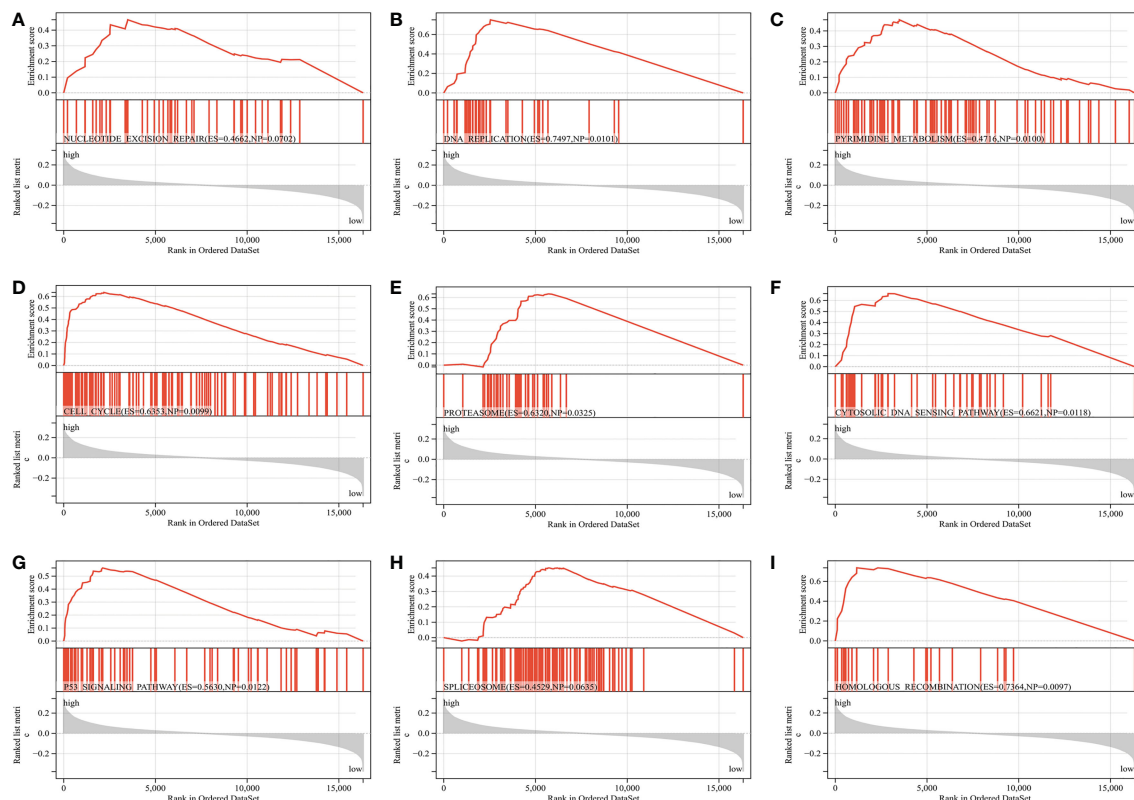 A
Enrichment score
0.4
0.3
0.2
0.1
0.0
NUCLEOTIDE EXCISION REPAIR(ES=0.4662,NP=0.0702)
Ranked list metri
c
0.2
0.0
−0.2
high
low
0 5,000 10,000 15,000
Rank in Ordered DataSet
B
Enrichment score
0.6
0.4
0.2
0.0
DNA REPLICATION(ES=0.7497,NP=0.0101)
Ranked list metri
c
0.2
0.0
−0.2
high
low
0 5,000 10,000 15,000
Rank in Ordered DataSet
C
Enrichment score
0.4
0.3
0.2
0.1
0.0
PYRIMIDINE METABOLISM(ES=0.4716,NP=0.0100)
Ranked list metri
c
0.2
0.0
−0.2
high
low
0 5,000 10,000 15,000
Rank in Ordered DataSet
D
Enrichment score
0.6
0.5
0.4
0.3
0.2
0.1
0.0
CELL CYCLE(ES=0.6353,NP=0.0099)
Ranked list metri
c
0.2
0.0
−0.2
high
low
0 5,000 10,000 15,000
Rank in Ordered DataSet
E
Enrichment score
0.6
0.5
0.4
0.3
0.2
0.1
0.0
PROTEASOME(ES=0.6320,NP=0.0325)
Ranked list metri
c
0.2
0.0
−0.2
high
low
0 5,000 10,000 15,000
Rank in Ordered DataSet
F
Enrichment score
0.6
0.5
0.4
0.3
0.2
0.1
0.0
CYTOSOLIC DNA SENSING PATHWAY(ES=0.6621,NP=0.0118)
Ranked list metri
c
0.2
0.0
−0.2
high
low
0 5,000 10,000 15,000
Rank in Ordered DataSet
G
Enrichment score
0.5
0.4
0.3
0.2
0.1
0.0
P53 SIGNALING PATHWAY(ES=0.5630,NP=0.0122)
Ranked list metri
c
0.2
0.0
−0.2
high
low
0 5,000 10,000 15,000
Rank in Ordered DataSet
H
Enrichment score
0.4
0.3
0.2
0.1
0.0
SPLICEOSOME(ES=0.4529,NP=0.0635)
Ranked list metri
c
0.2
0.0
−0.2
high
low
0 5,000 10,000 15,000
Rank in Ordered DataSet
I
Enrichment score
0.6
0.4
0.2
0.0
HOMOLOGOUS RECOMBINATION(ES=0.7364,NP=0.0097)
Ranked list metri
c
0.2
0.0
−0.2
high
low
0 5,000 10,000 15,000
Rank in Ordered DataSet